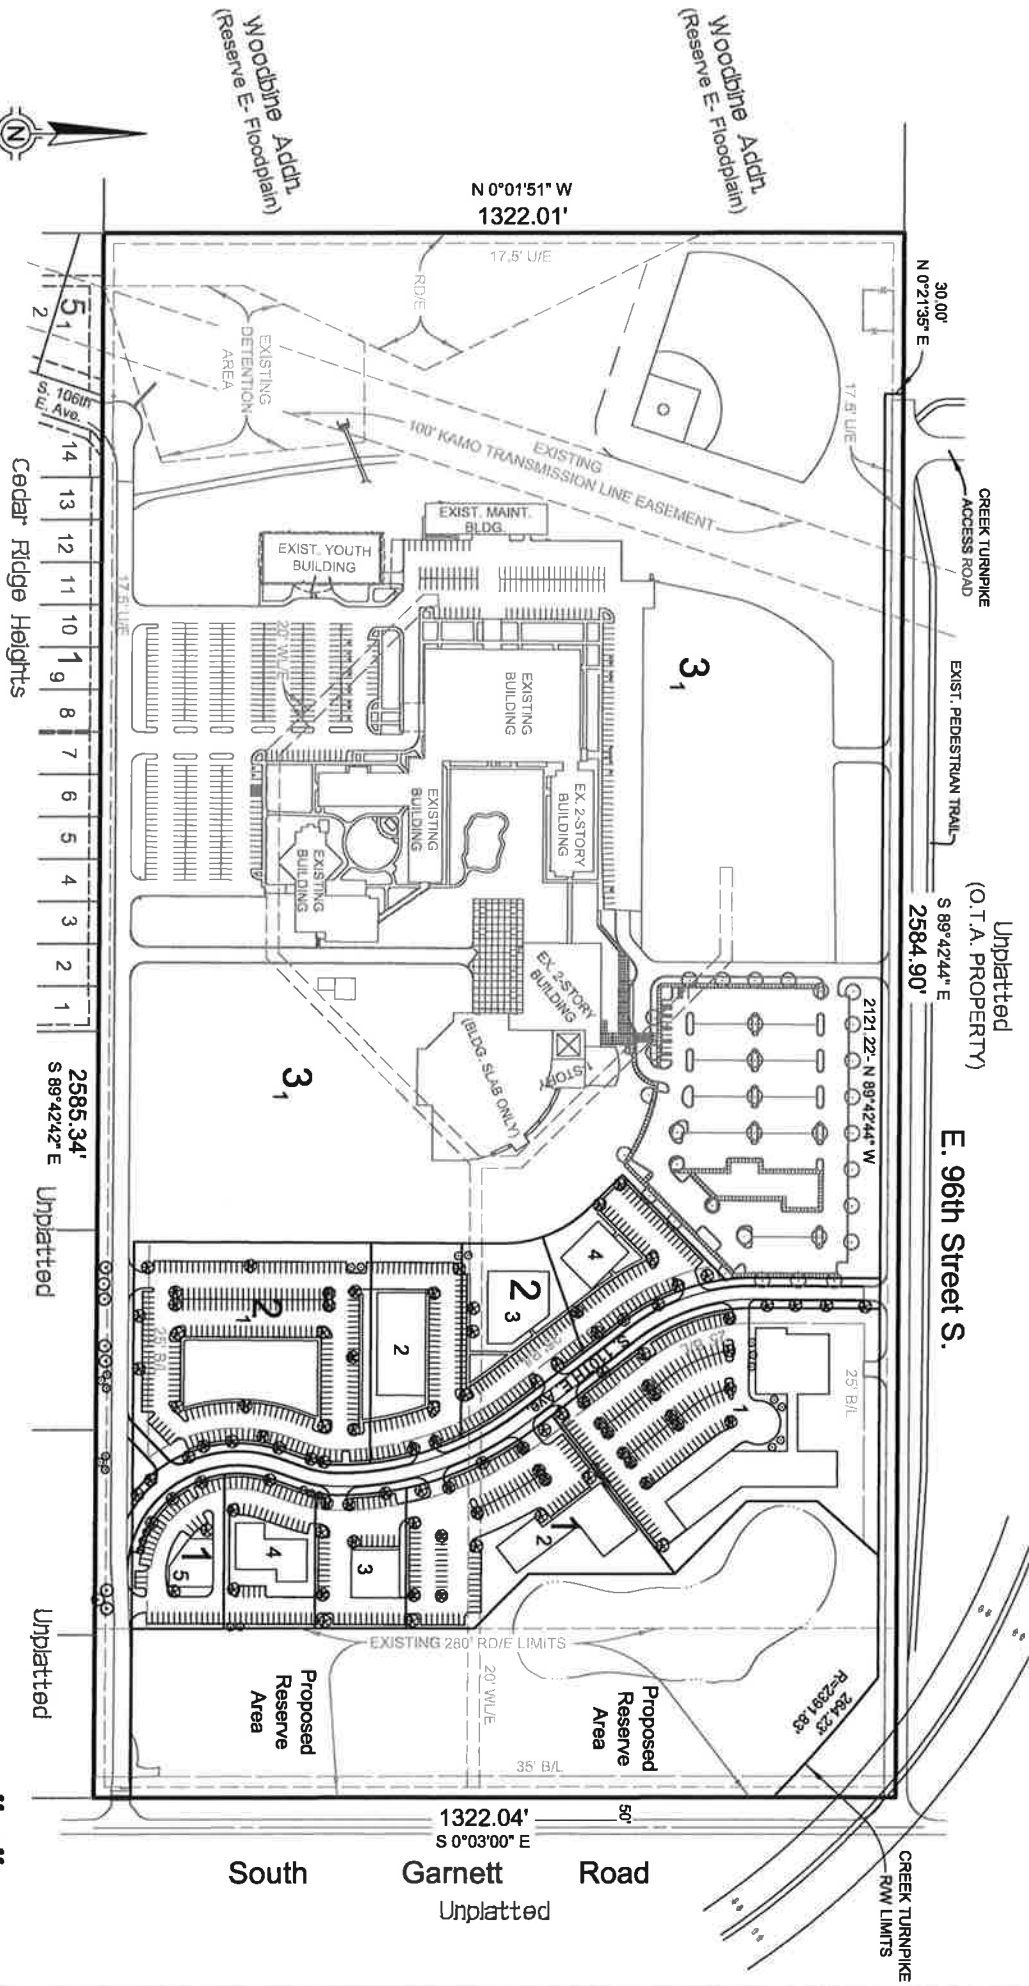 Woodbine Addn.
(Reserve E- Floodplain)
Woodbine Addn.
(Reserve E- Floodplain)
N
N 0°01'51" W
1322.01'
30.00'
N 0°21'35" E
17.5' U/E
RD/E
EXISTING
DETENTION
AREA
17.5' U/E
EXISTING
100' KAMO TRANSMISSION LINE EASEMENT
CREEK TURNPIKE
ACCESS ROAD
EXIST. PEDESTRIAN TRAIL
Unplatted
(O.T.A. PROPERTY)
S 89°42'44" E
2584.90'
2121.22'- N 89°42'44" W
E. 96th Street S.
5
1
2
106th
S. E. Ave.
14
13
12
11
10
1
9
8
7
6
5
4
3
2
1
Cedar Ridge Heights
17.5' U/E
EXIST. MAINT.
BLDG.
EXIST. YOUTH
BUILDING
20' WL/E
EXISTING
BUILDING
EX. 2-STORY
BUILDING
EXISTING
BUILDING
EXISTING
BUILDING
EX. 2-STORY
BUILDING
1-STORY
(BLDG. SLAB ONLY)
3
1
3
1
2585.34'
S 89°42'42" E
Unplatted
Unplatted
2
1
2
2
3
4
25' B/L
25' B/L
25' B/L
25' B/L
1
1
2
3
4
1
5
EXISTING 280' RD/E LIMITS
20' WL/E
35' B/L
Proposed
Reserve
Area
Proposed
Reserve
Area
264.23'
R=2391.83'
1322.04'
S 0°03'00" E
50'
South Garnett Road
Unplatted
CREEK TURNPIKE
R/W LIMITS